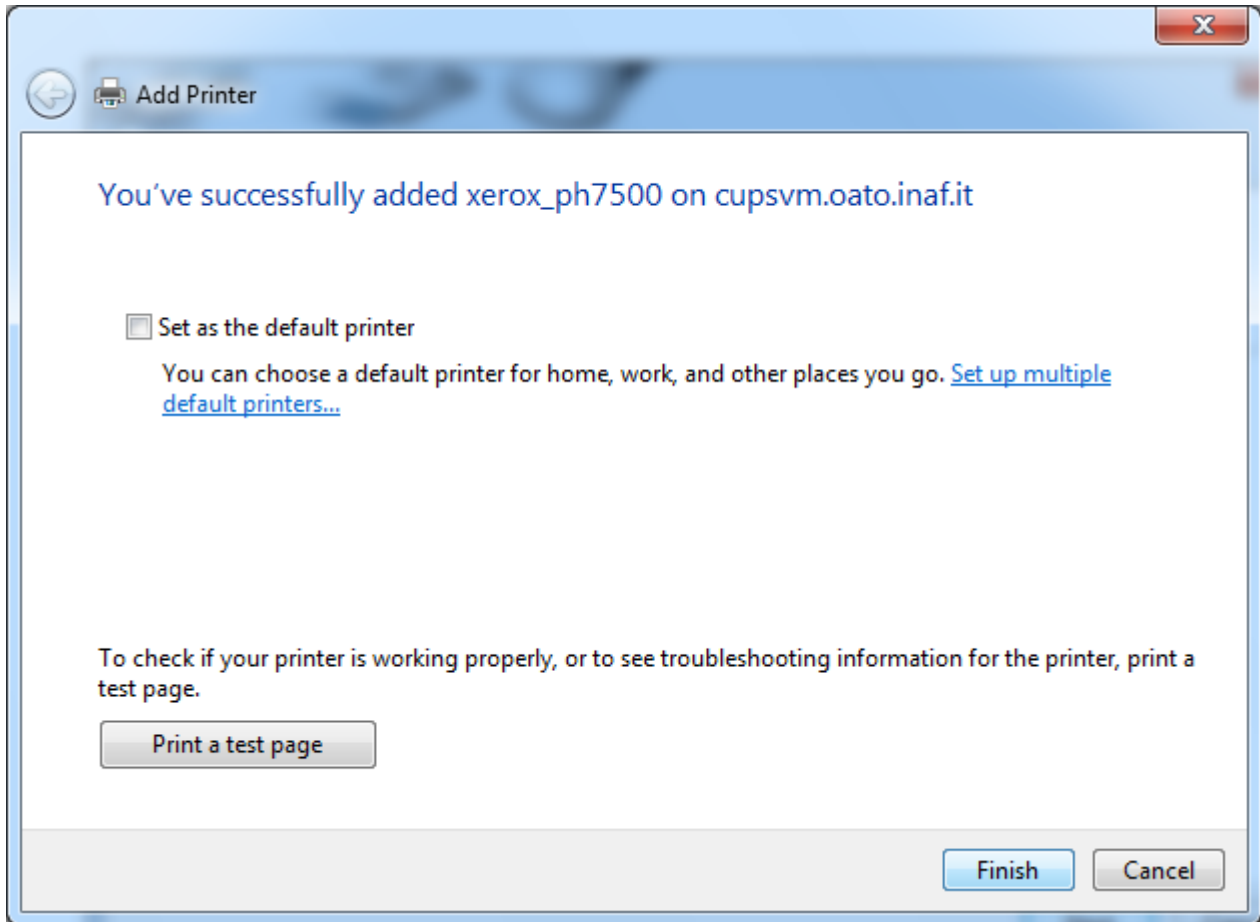 Add Printer
You've successfully added xerox_ph7500 on cupsvm.oato.inaf.it
Set as the default printer
You can choose a default printer for home, work, and other places you go. Set up multiple
default printers...
To check if your printer is working properly, or to see troubleshooting information for the printer, print a
test page.
Print a test page
Finish
Cancel